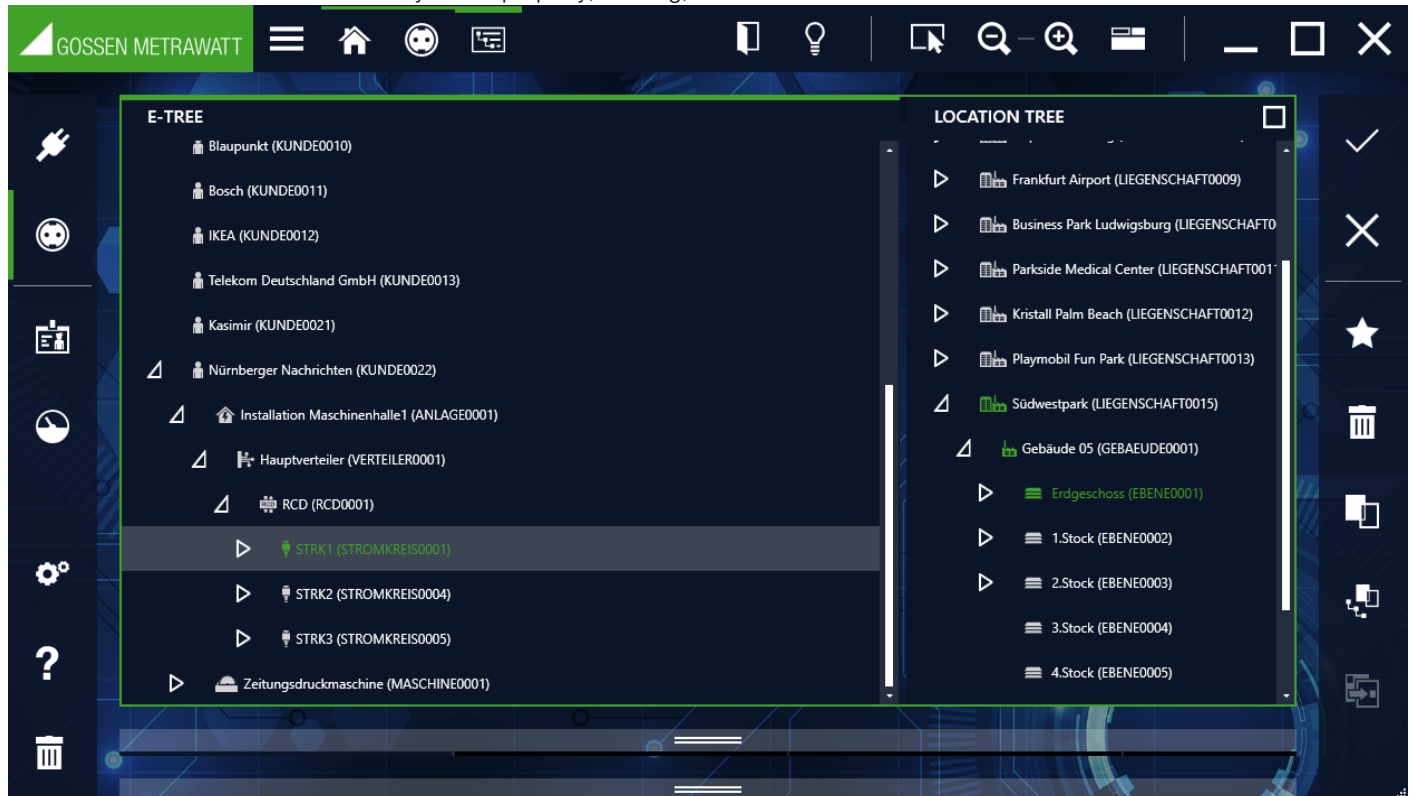 GOSSEN METRAWATT
E-TREE
Blaupunkt (KUNDE0010)
Bosch (KUNDE0011)
IKEA (KUNDE0012)
Telekom Deutschland GmbH (KUNDE0013)
Kasimir (KUNDE0021)
Nürnberger Nachrichten (KUNDE0022)
Installation Maschinenhalle1 (ANLAGE0001)
Hauptverteiler (VERTEILER0001)
RCD (RCD0001)
STRK1 (STROMKREIS0001)
STRK2 (STROMKREIS0004)
STRK3 (STROMKREIS0005)
Zeitungsdruckmaschine (MASCHINE0001)
LOCATION TREE
Frankfurt Airport (LIEGENSCHAFT0009)
Business Park Ludwigsburg (LIEGENSCHAFT0
Parkside Medical Center (LIEGENSCHAFT001
Kristall Palm Beach (LIEGENSCHAFT0012)
Playmobil Fun Park (LIEGENSCHAFT0013)
Südwestpark (LIEGENSCHAFT0015)
Gebäude 05 (GEBAEUDE0001)
Erdgeschoss (EBENE0001)
1.Stock (EBENE0002)
2.Stock (EBENE0003)
3.Stock (EBENE0004)
4.Stock (EBENE0005)